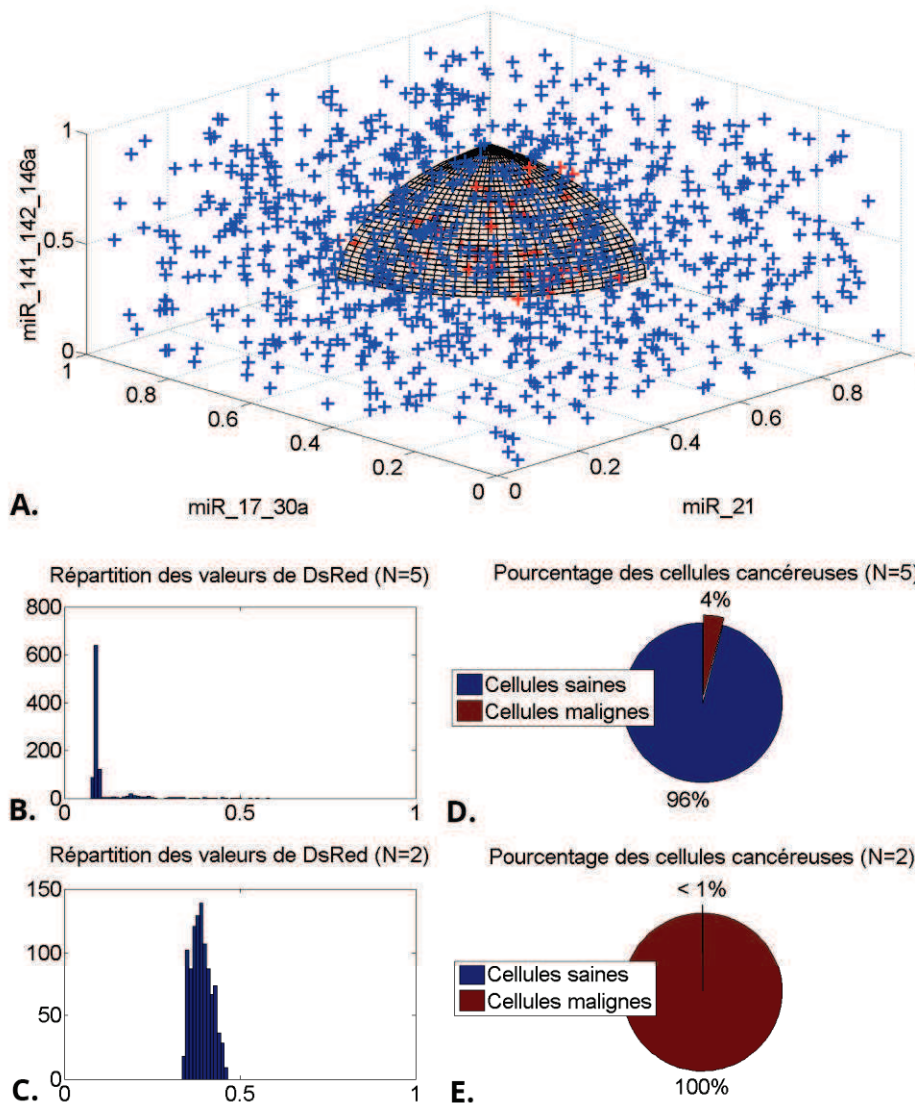 1
0.5
0
miR_141_142_146a
1
0.8
0.6
0.4
0.2
0
0
0.2
0.4
0.6
0.8
A.
miR_17_30a
miR_21
Répartition des valeurs de DsRed (N=5)
800
600
400
200
0
0
0.5
1
B.
Pourcentage des cellules cancéreuses (N=5)
4%
Cellules saines
Cellules malignes
96%
D.
Répartition des valeurs de DsRed (N=2)
150
100
50
0
0
0.5
1
C.
Pourcentage des cellules cancéreuses (N=2)
< 1%
Cellules saines
Cellules malignes
100%
E.